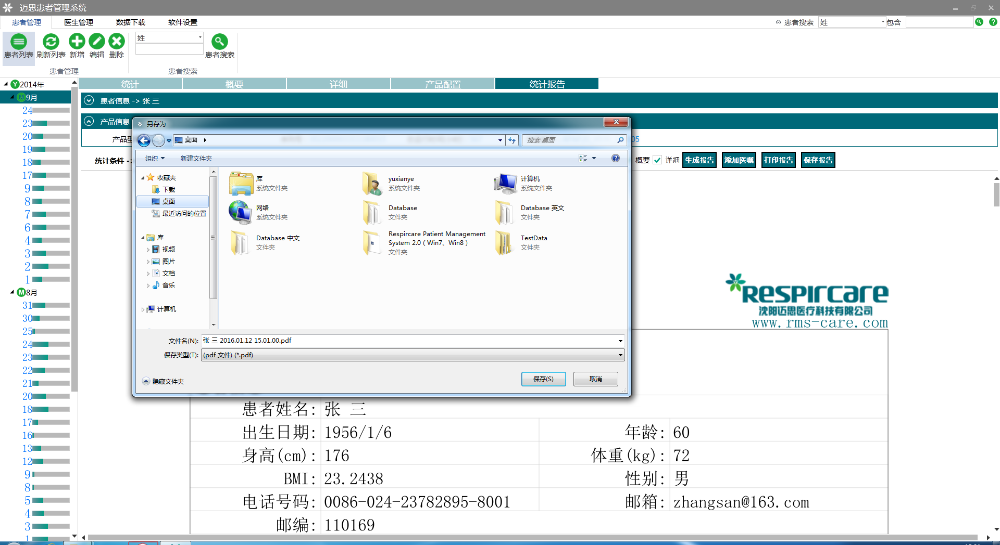 迈思患者管理系统
患者管理 医生管理 数据下载 软件设置 患者搜索 姓 包含
患者列表 刷新列表 新增 编辑 删除 姓 患者搜索
患者管理 患者搜索
2014年 统计 概要 详细 产品配置 统计报告
M 9月 患者信息 -> 张 三
24
23 产品信息
20 产品型 05
19
18 统计条件 -> 概要 详细 生成报告 添加医嘱 打印报告 保存报告
17
9
8
7
6
4
3
2
1
M 8月
31
30
25
24
23
22
21
20
18
17
16
13
12
9
8
5
4
3
1
另存为
桌面 搜索 桌面
组织 新建文件夹
收藏夹
下载
桌面
最近访问的位置
库
视频
图片
文档
音乐
计算机
库
系统文件夹
yuxianye
系统文件夹
计算机
系统文件夹
网络
系统文件夹
Database
文件夹
Database 英文
文件夹
Database 中文
文件夹
Respircare Patient Management
System 2.0（Win7、Win8）
文件夹
TestData
文件夹
文件名(N): 张 三 2016.01.12 15.01.00.pdf
保存类型(T): (pdf 文件) (*.pdf)
隐藏文件夹 保存(S) 取消
Respircare
沈阳迈思医疗科技有限公司
www.rms-care.com
患者姓名: 张 三
出生日期: 1956/1/6 年龄: 60
身高(cm): 176 体重(kg): 72
BMI: 23.2438 性别: 男
电话号码: 0086-024-23782895-8001 邮箱: zhangsan@163.com
邮编: 110169